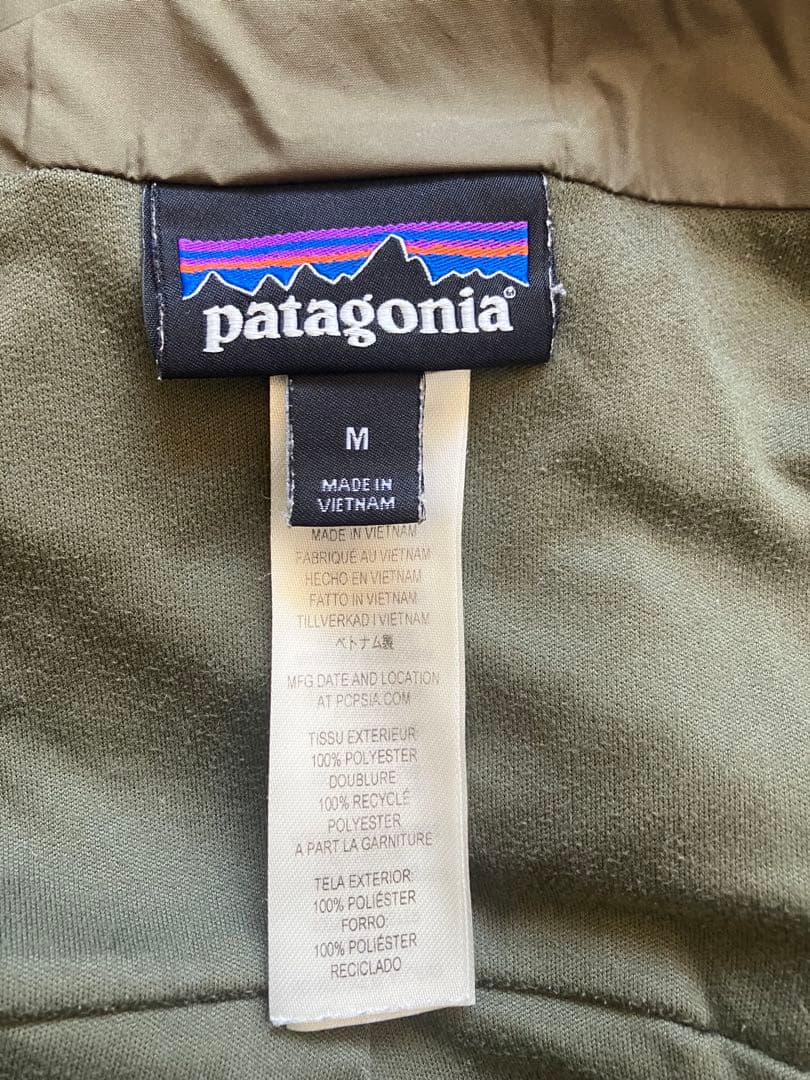 patagonia®
M
MADE IN
VIETNAM
MADE IN VIETNAM
FABRIQUÉ AU VIETNAM
HECHO EN VIETNAM
FATTO IN VIETNAM
TILLVERKAD I VIETNAM
ベトナム製
MFG.DATE AND LOCATION
AT PCPSIA.COM
TISSU EXTERIEUR:
100% POLYESTER
DOUBLURE
100% RECYCLÉ
POLYESTER
A PART LA GARNITURE
TELA EXTERIOR:
100% POLIÉSTER
FORRO
100% POLIÉSTER
RECICLADO